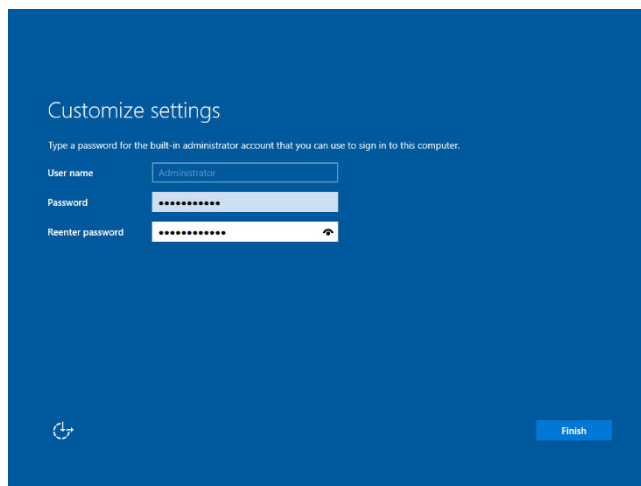 Customize settings
Type a password for the built-in administrator account that you can use to sign in to this computer.
User name Administrator
Password •••••••••••
Reenter password ••••••••••••
Finish